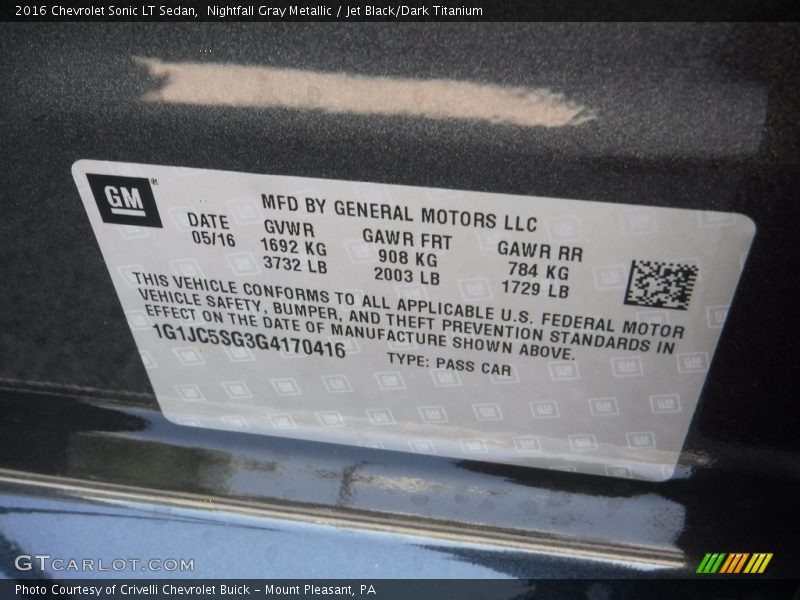 2016 Chevrolet Sonic LT Sedan,  Nightfall Gray Metallic / Jet Black/Dark Titanium
GM®
MFD BY GENERAL MOTORS LLC
DATE GVWR GAWR FRT GAWR RR
05/16 1692 KG 908 KG 784 KG
3732 LB 2003 LB 1729 LB
THIS VEHICLE CONFORMS TO ALL APPLICABLE U.S. FEDERAL MOTOR
VEHICLE SAFETY, BUMPER, AND THEFT PREVENTION STANDARDS IN
EFFECT ON THE DATE OF MANUFACTURE SHOWN ABOVE.
1G1JC5SG3G4170416 TYPE: PASS CAR
GTCARLOT.COM
Photo Courtesy of Crivelli Chevrolet Buick – Mount Pleasant, PA